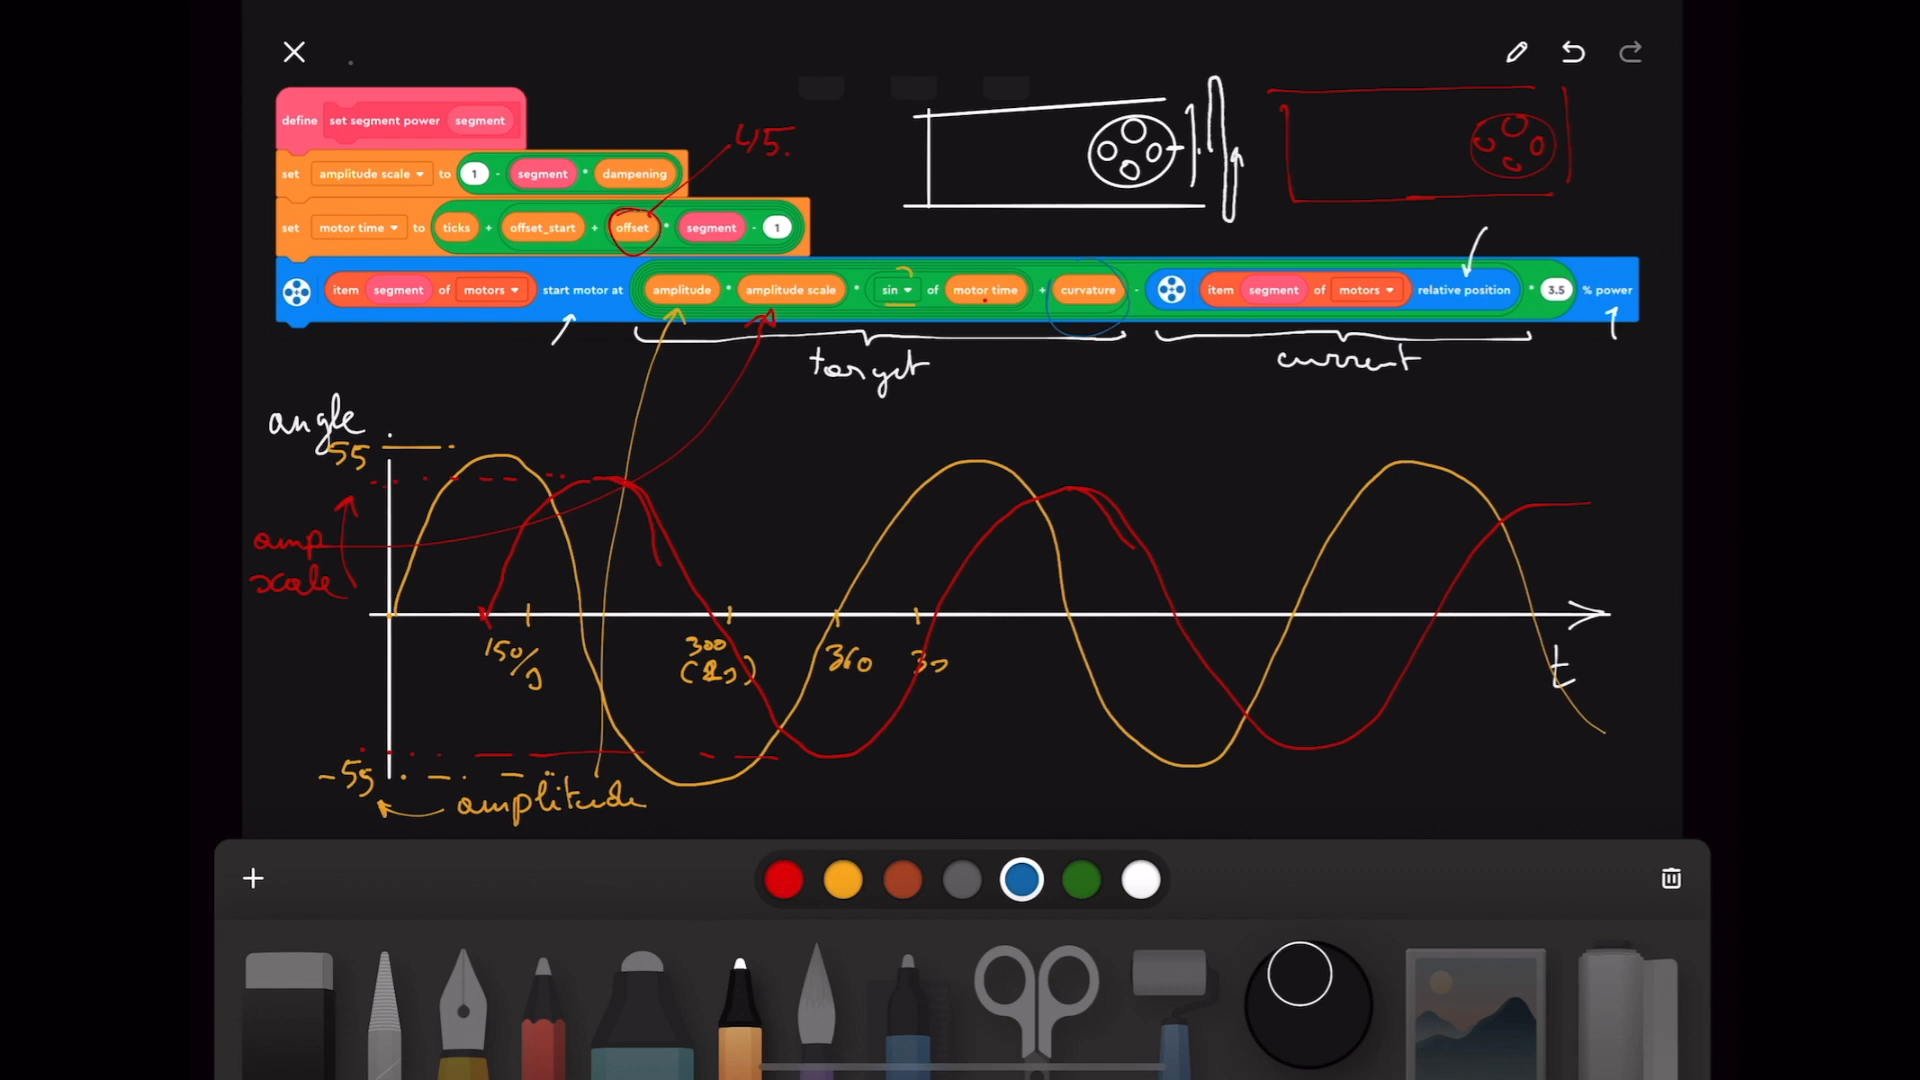 define set segment power segment
45.
set amplitude scale to 1 - segment * dampening
set motor time to ticks + offset_start + offset * segment - 1
item segment of motors start motor at amplitude * amplitude scale * sin of motor time + curvature - item segment of motors relative position * 3.5 % power
target
current
angle
55
amp
scale
150/s
300
360
3s
t
-55
amplitude